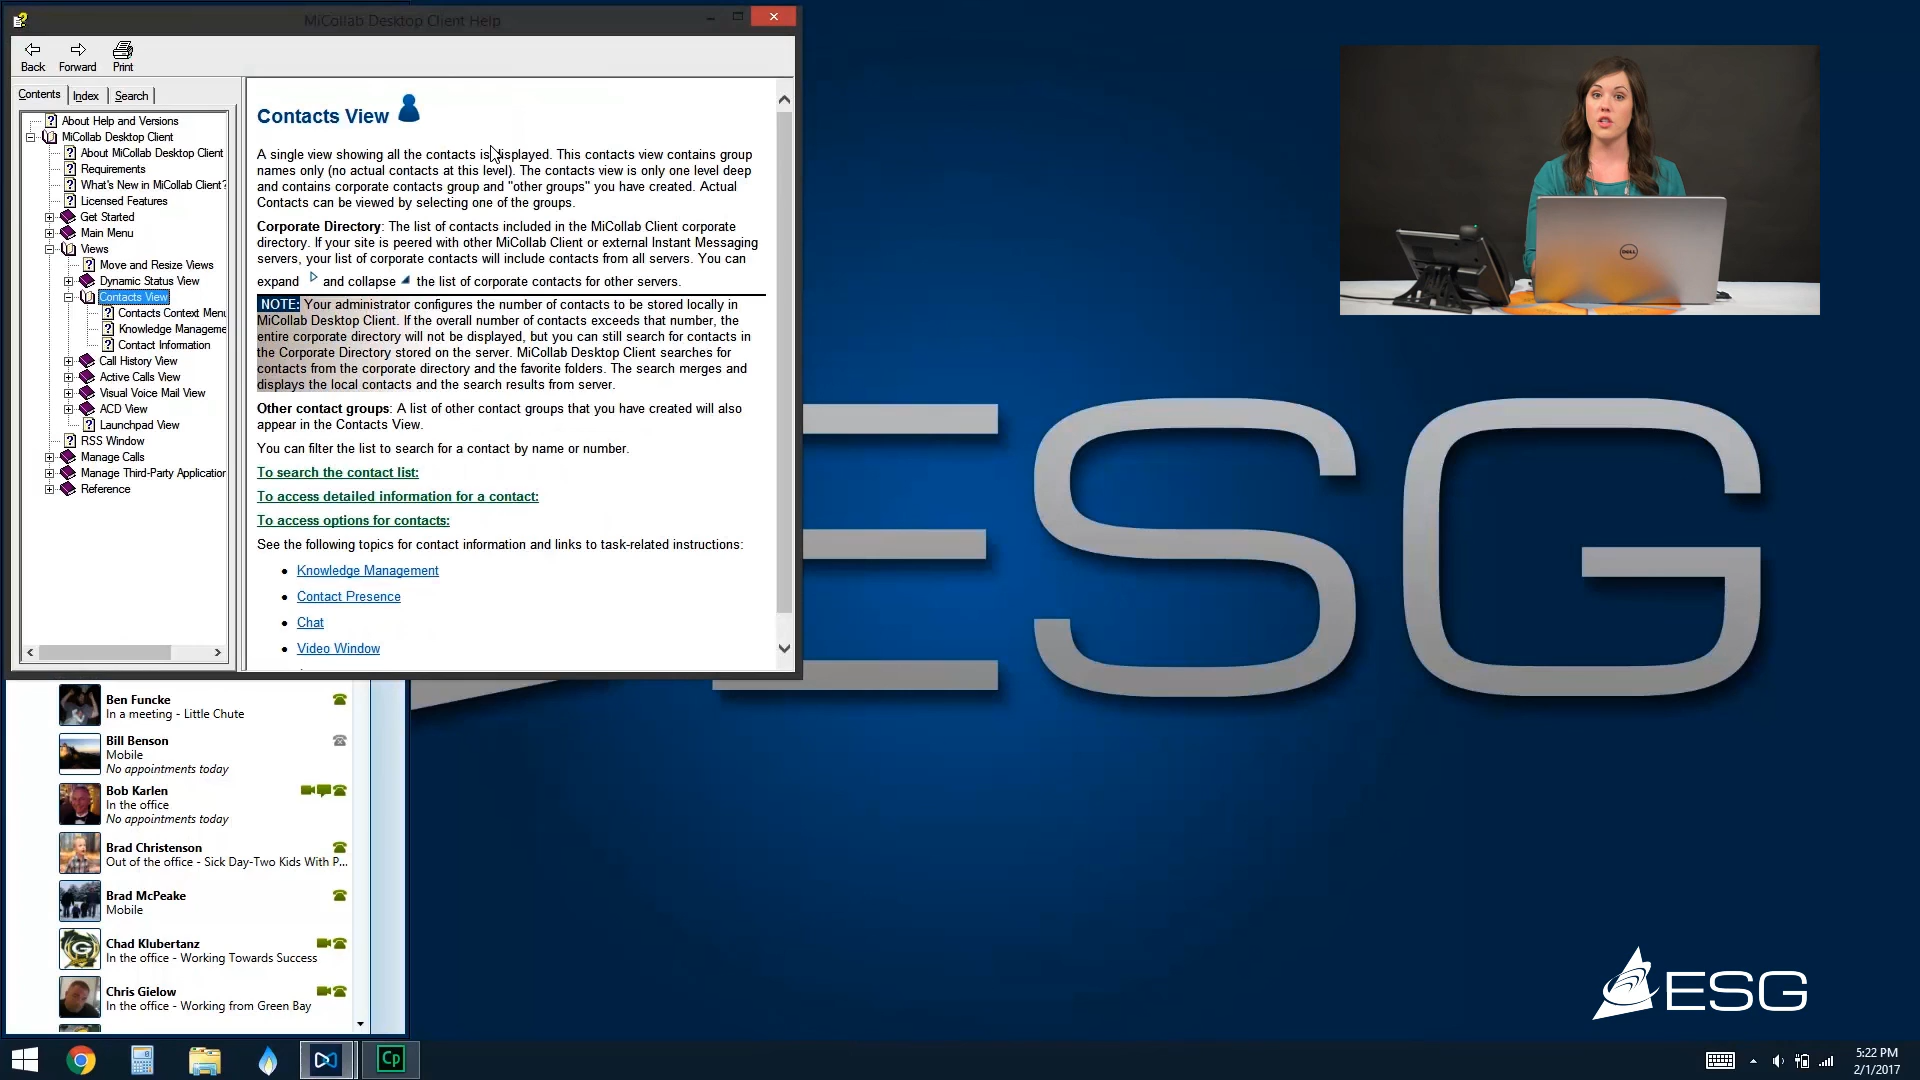 MiCollab Desktop Client Help
Back
Forward
Print
Contents
Index
Search
About Help and Versions
MiCollab Desktop Client
About MiCollab Desktop Client
Requirements
What's New in MiCollab Client?
Licensed Features
Get Started
Main Menu
Views
Move and Resize Views
Dynamic Status View
Contacts View
Contacts Context Menu
Knowledge Manageme
Contact Information
Call History View
Active Calls View
Visual Voice Mail View
ACD View
Launchpad View
RSS Window
Manage Calls
Manage Third-Party Application
Reference
Contacts View
A single view showing all the contacts is displayed. This contacts view contains group
names only (no actual contacts at this level). The contacts view is only one level deep
and contains corporate contacts group and "other groups" you have created. Actual
Contacts can be viewed by selecting one of the groups.
Corporate Directory: The list of contacts included in the MiCollab Client corporate
directory. If your site is peered with other MiCollab Client or external Instant Messaging
servers, your list of corporate contacts will include contacts from all servers. You can
expand and collapse the list of corporate contacts for other servers.
NOTE: Your administrator configures the number of contacts to be stored locally in
MiCollab Desktop Client. If the overall number of contacts exceeds that number, the
entire corporate directory will not be displayed, but you can still search for contacts in
the Corporate Directory stored on the server. MiCollab Desktop Client searches for
contacts from the corporate directory and the favorite folders. The search merges and
displays the local contacts and the search results from server.
Other contact groups: A list of other contact groups that you have created will also
appear in the Contacts View.
You can filter the list to search for a contact by name or number.
To search the contact list:
To access detailed information for a contact:
To access options for contacts:
See the following topics for contact information and links to task-related instructions:
Knowledge Management
Contact Presence
Chat
Video Window
Ben Funcke
In a meeting - Little Chute
Bill Benson
Mobile
No appointments today
Bob Karlen
In the office
No appointments today
Brad Christenson
Out of the office - Sick Day-Two Kids With P...
Brad McPeake
Mobile
Chad Klubertanz
In the office - Working Towards Success
Chris Gielow
In the office - Working from Green Bay
DELL
ESG
ESG
Cp
5:22 PM
2/1/2017